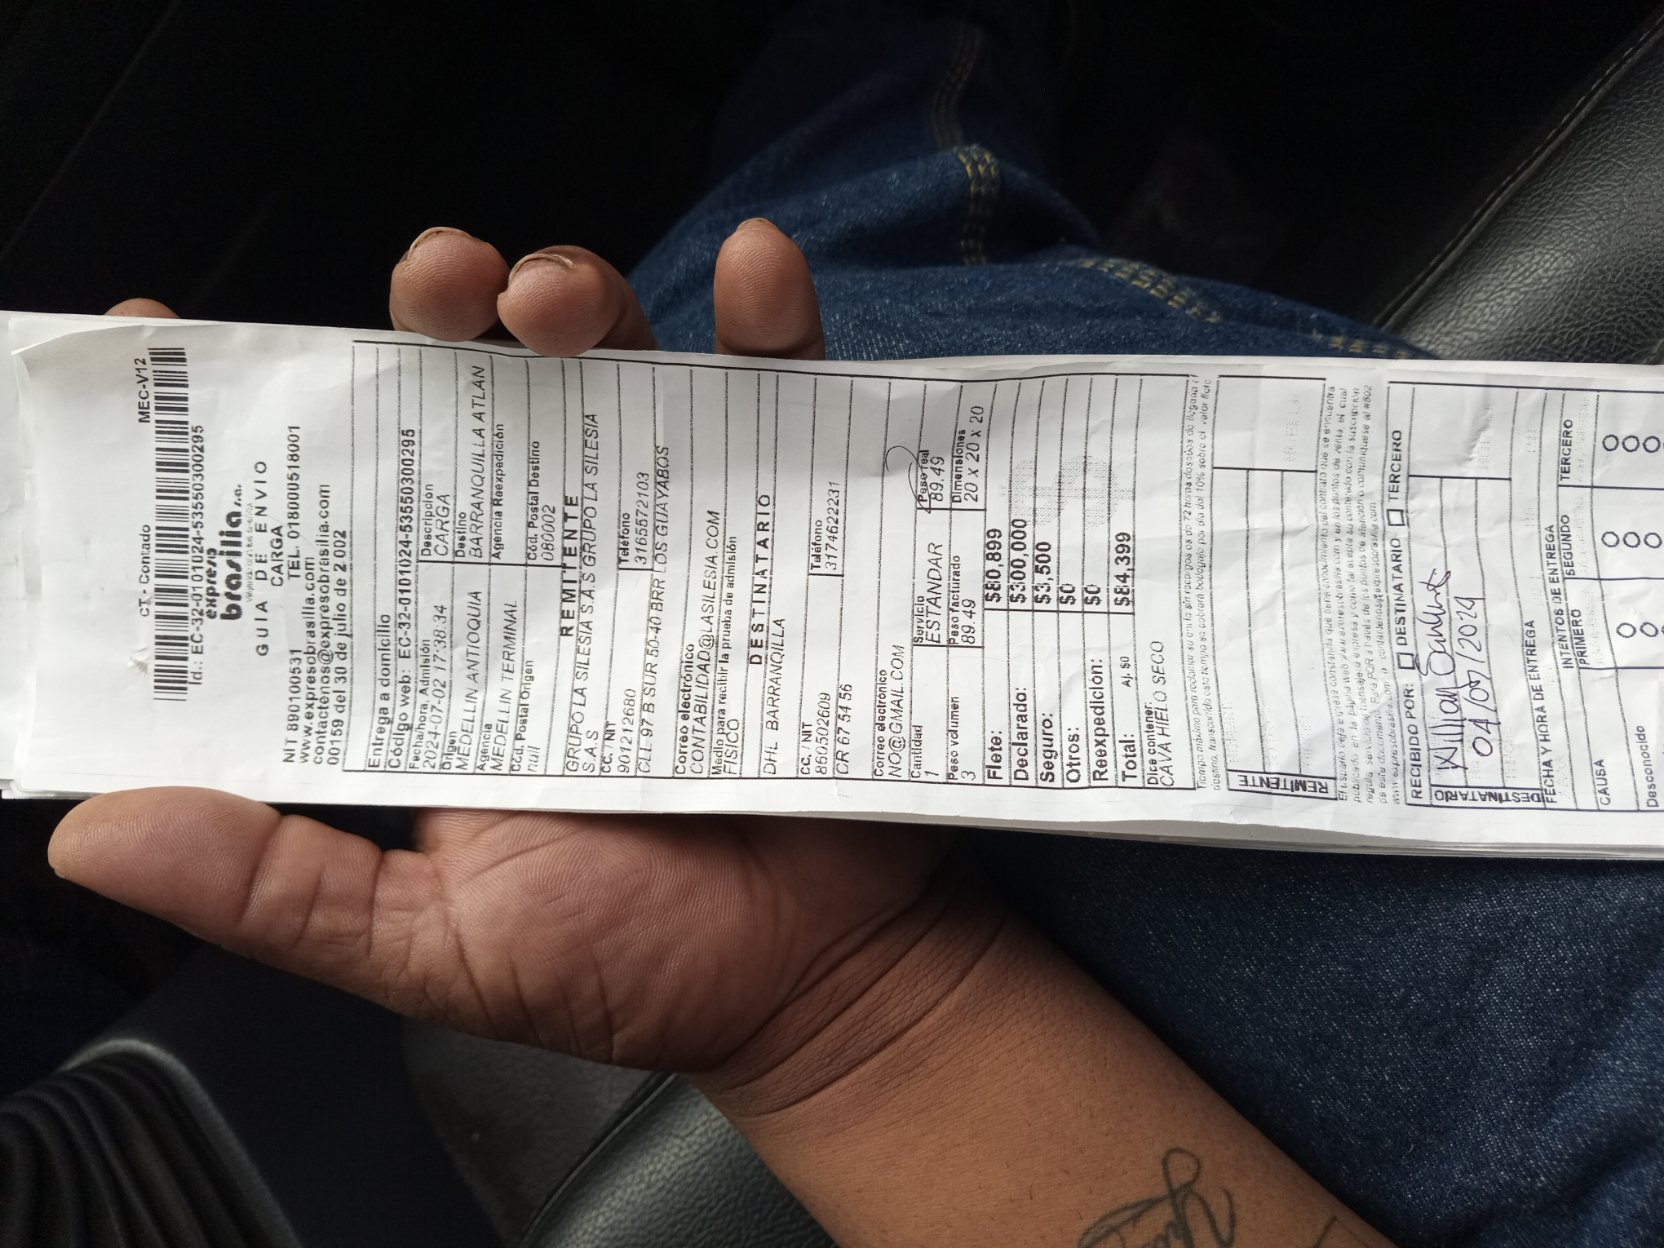 CT.- Contado MEC-V12
Id.: EC-32-0101024-53550300295
expreso
brasilia s.a.
GUIA DE ENVIO
CARGA
NIT 890100531 TEL. 018000518001
www.expresobrasilia.com
contactenos@expresobrasilia.com
00159 del 30 de julio de 2.002
Entrega a domicilio
Código web: EC-32-0101024-53550300295
Fecha/hora. Admisión Descripción
2024-07-02 17:38:34 CARGA
Origen Destino
MEDELLIN ANTIOQUIA BARRANQUILLA ATLAN
Agencia Agencia Reexpedición:
MEDELLIN TERMINAL
Cód. Postal Origen Cód. Postal Destino
null 080002
REMITENTE
GRUPO LA SILESIA S.A.S GRUPO LA SILESIA
S.A.S
CC. / NIT Teléfono
901212680 3165572103
CLL 97 B SUR 50-40 BRR LOS GUAYABOS
Correo electrónico
CONTABILIDAD@LASILESIA.COM
Medio para recibir la prueba de admisión
FISICO
DESTINATARIO
DHL BARRANQILLA
CC. / NIT Teléfono
860502609 3174622231
CR 67 54 56
Correo electrónico
NO@GMAIL.COM
Cantidad Servicio Peso real
1 ESTANDAR 89.49
Peso volumen Peso facturado Dimensiones
3 89.49 20 x 20 x 20
Flete: $80,899
Declarado: $300,000
Seguro: $3,500
Otros: $0
Reexpedición: $0
Total: Aj. $0 $84,399
Dice contener:
CAVA HIELO SECO
REMITENTE
RECIBIDO POR: DESTINATARIO TERCERO
04/07/2024
DESTINATARIO
FECHA Y HORA DE ENTREGA
INTENTOS DE ENTREGA
CAUSA PRIMERO SEGUNDO TERCERO
Desconocido